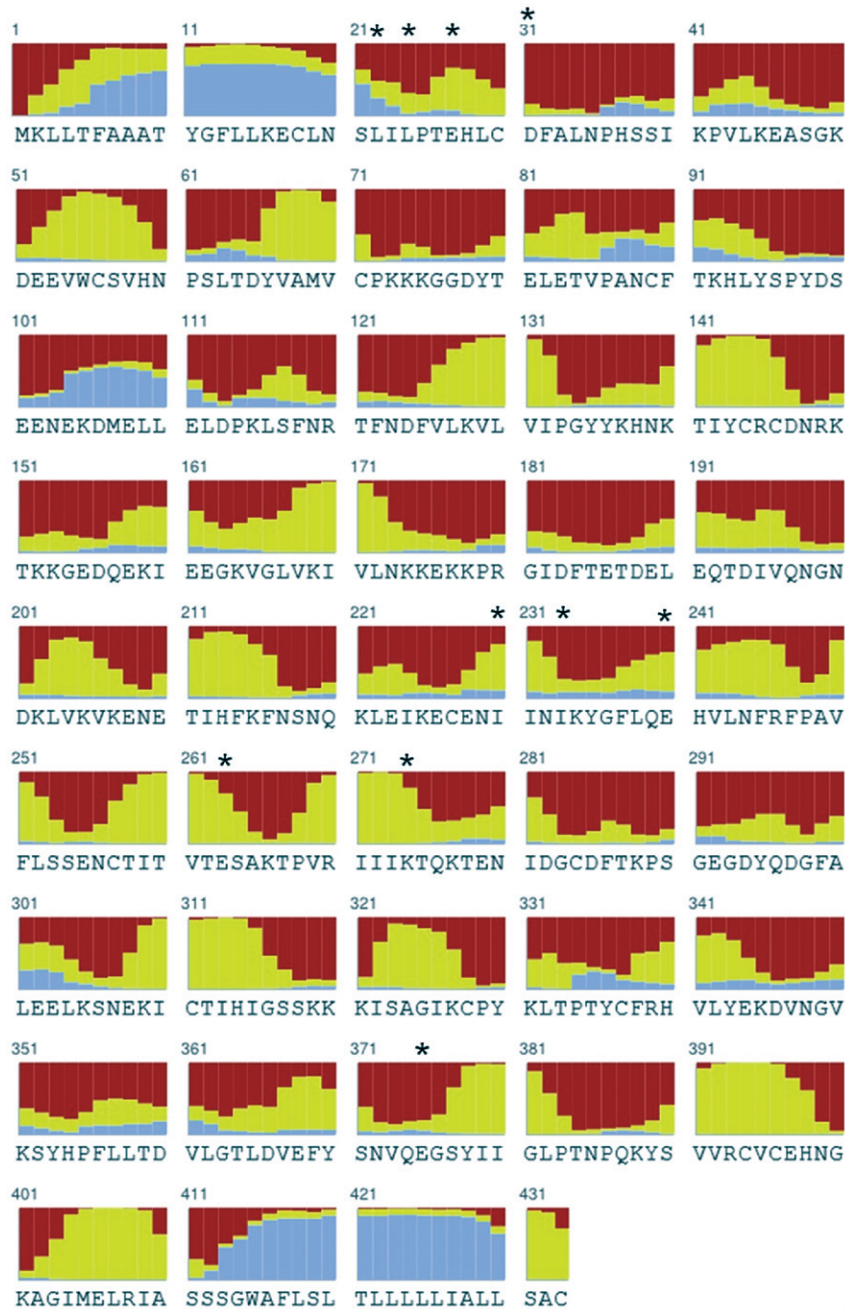 *
* * *
1 11 21 31 41
MKLLTFAAAT YGFLLKECLN SLILPTEHLC DFALNPHSSI KPVLKEASGK
51 61 71 81 91
DEEVWCSVHN PSLTDYVAMV CPKKKGGDYT ELETVPANCF TKHLYSPYDS
101 111 121 131 141
EENEKDMELL ELDPKLSFNR TFNDFVLKVL VIPGYYKHNK TIYCRCDNRK
151 161 171 181 191
TKKGEDQEKI EEGKVGLVKI VLNKKEKKPR GIDFTETDEL EQTDIVQNGN
* * *
201 211 221 231 241
DKLVKVKENE TIHFKFNSNQ KLEIKECENI INIKYGFLQE HVLNFRFPAV
251 261 * 271 * 281 291
FLSSENCTIT VTESAKTPVR IIIKTQKTEN IDGCDFTKPS GEGDYQDGFA
301 311 321 331 341
LEELKSNEKI CTIHIGSSKK KISAGIKCPY KLTPTYCFRH VLYEKDVNGV
351 361 371 * 381 391
KSYHPFLLTD VLGTLDVEFY SNVQEGSYII GLPTNPQKYS VVRCVCEHNG
401 411 421 431
KAGIMELRIA SSSGWAFLSL TLLLLLIALL SAC